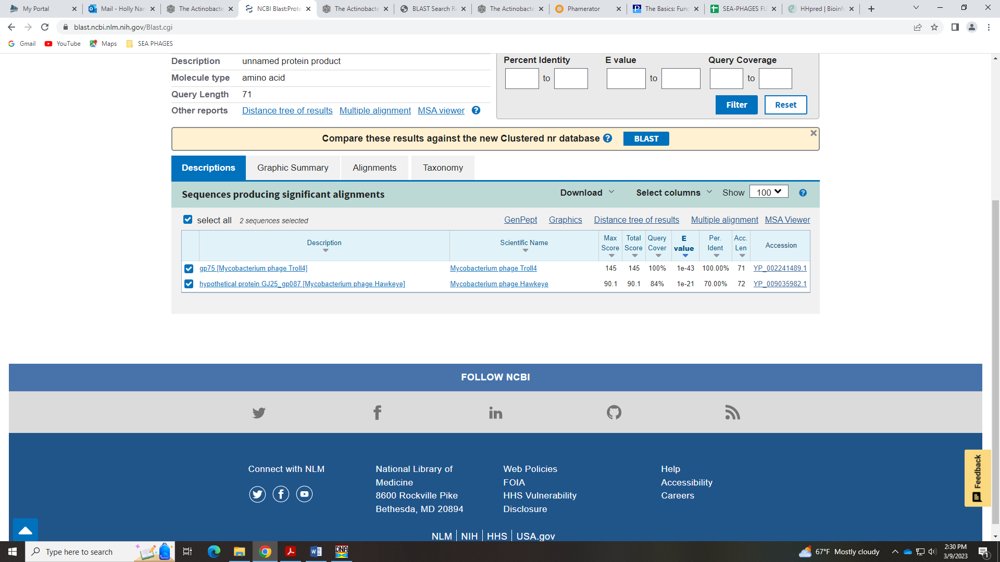 My Portal
Mail - Holly Nan
The Actinobacte
NCBI Blast:Prote
The Actinobacte
BLAST Search Re
The Actinobacte
Phamerator
The Basics: Func
SEA-PHAGES FU
HHpred | Bioinfo
blast.ncbi.nlm.nih.gov/Blast.cgi
Gmail YouTube Maps SEA PHAGES
Description unnamed protein product
Molecule type amino acid
Query Length 71
Other reports Distance tree of results Multiple alignment MSA viewer
Percent Identity E value Query Coverage
to to to
Filter Reset
Compare these results against the new Clustered nr database BLAST
Descriptions Graphic Summary Alignments Taxonomy
Sequences producing significant alignments Download Select columns Show 100
select all 2 sequences selected GenPept Graphics Distance tree of results Multiple alignment MSA Viewer
Description Scientific Name Max Score Total Score Query Cover E value Per. Ident Acc. Len Accession
gp75 [Mycobacterium phage Troll4] Mycobacterium phage Troll4 145 145 100% 1e-43 100.00% 71 YP_002241489.1
hypothetical protein GJ25_gp087 [Mycobacterium phage Hawkeye] Mycobacterium phage Hawkeye 90.1 90.1 84% 1e-21 70.00% 72 YP_009035982.1
FOLLOW NCBI
Connect with NLM
National Library of
Medicine
8600 Rockville Pike
Bethesda, MD 20894
Web Policies
FOIA
HHS Vulnerability
Disclosure
Help
Accessibility
Careers
Feedback
NLM NIH HHS USA.gov
Type here to search
DNA
67°F Mostly cloudy
2:30 PM
3/9/2023
1